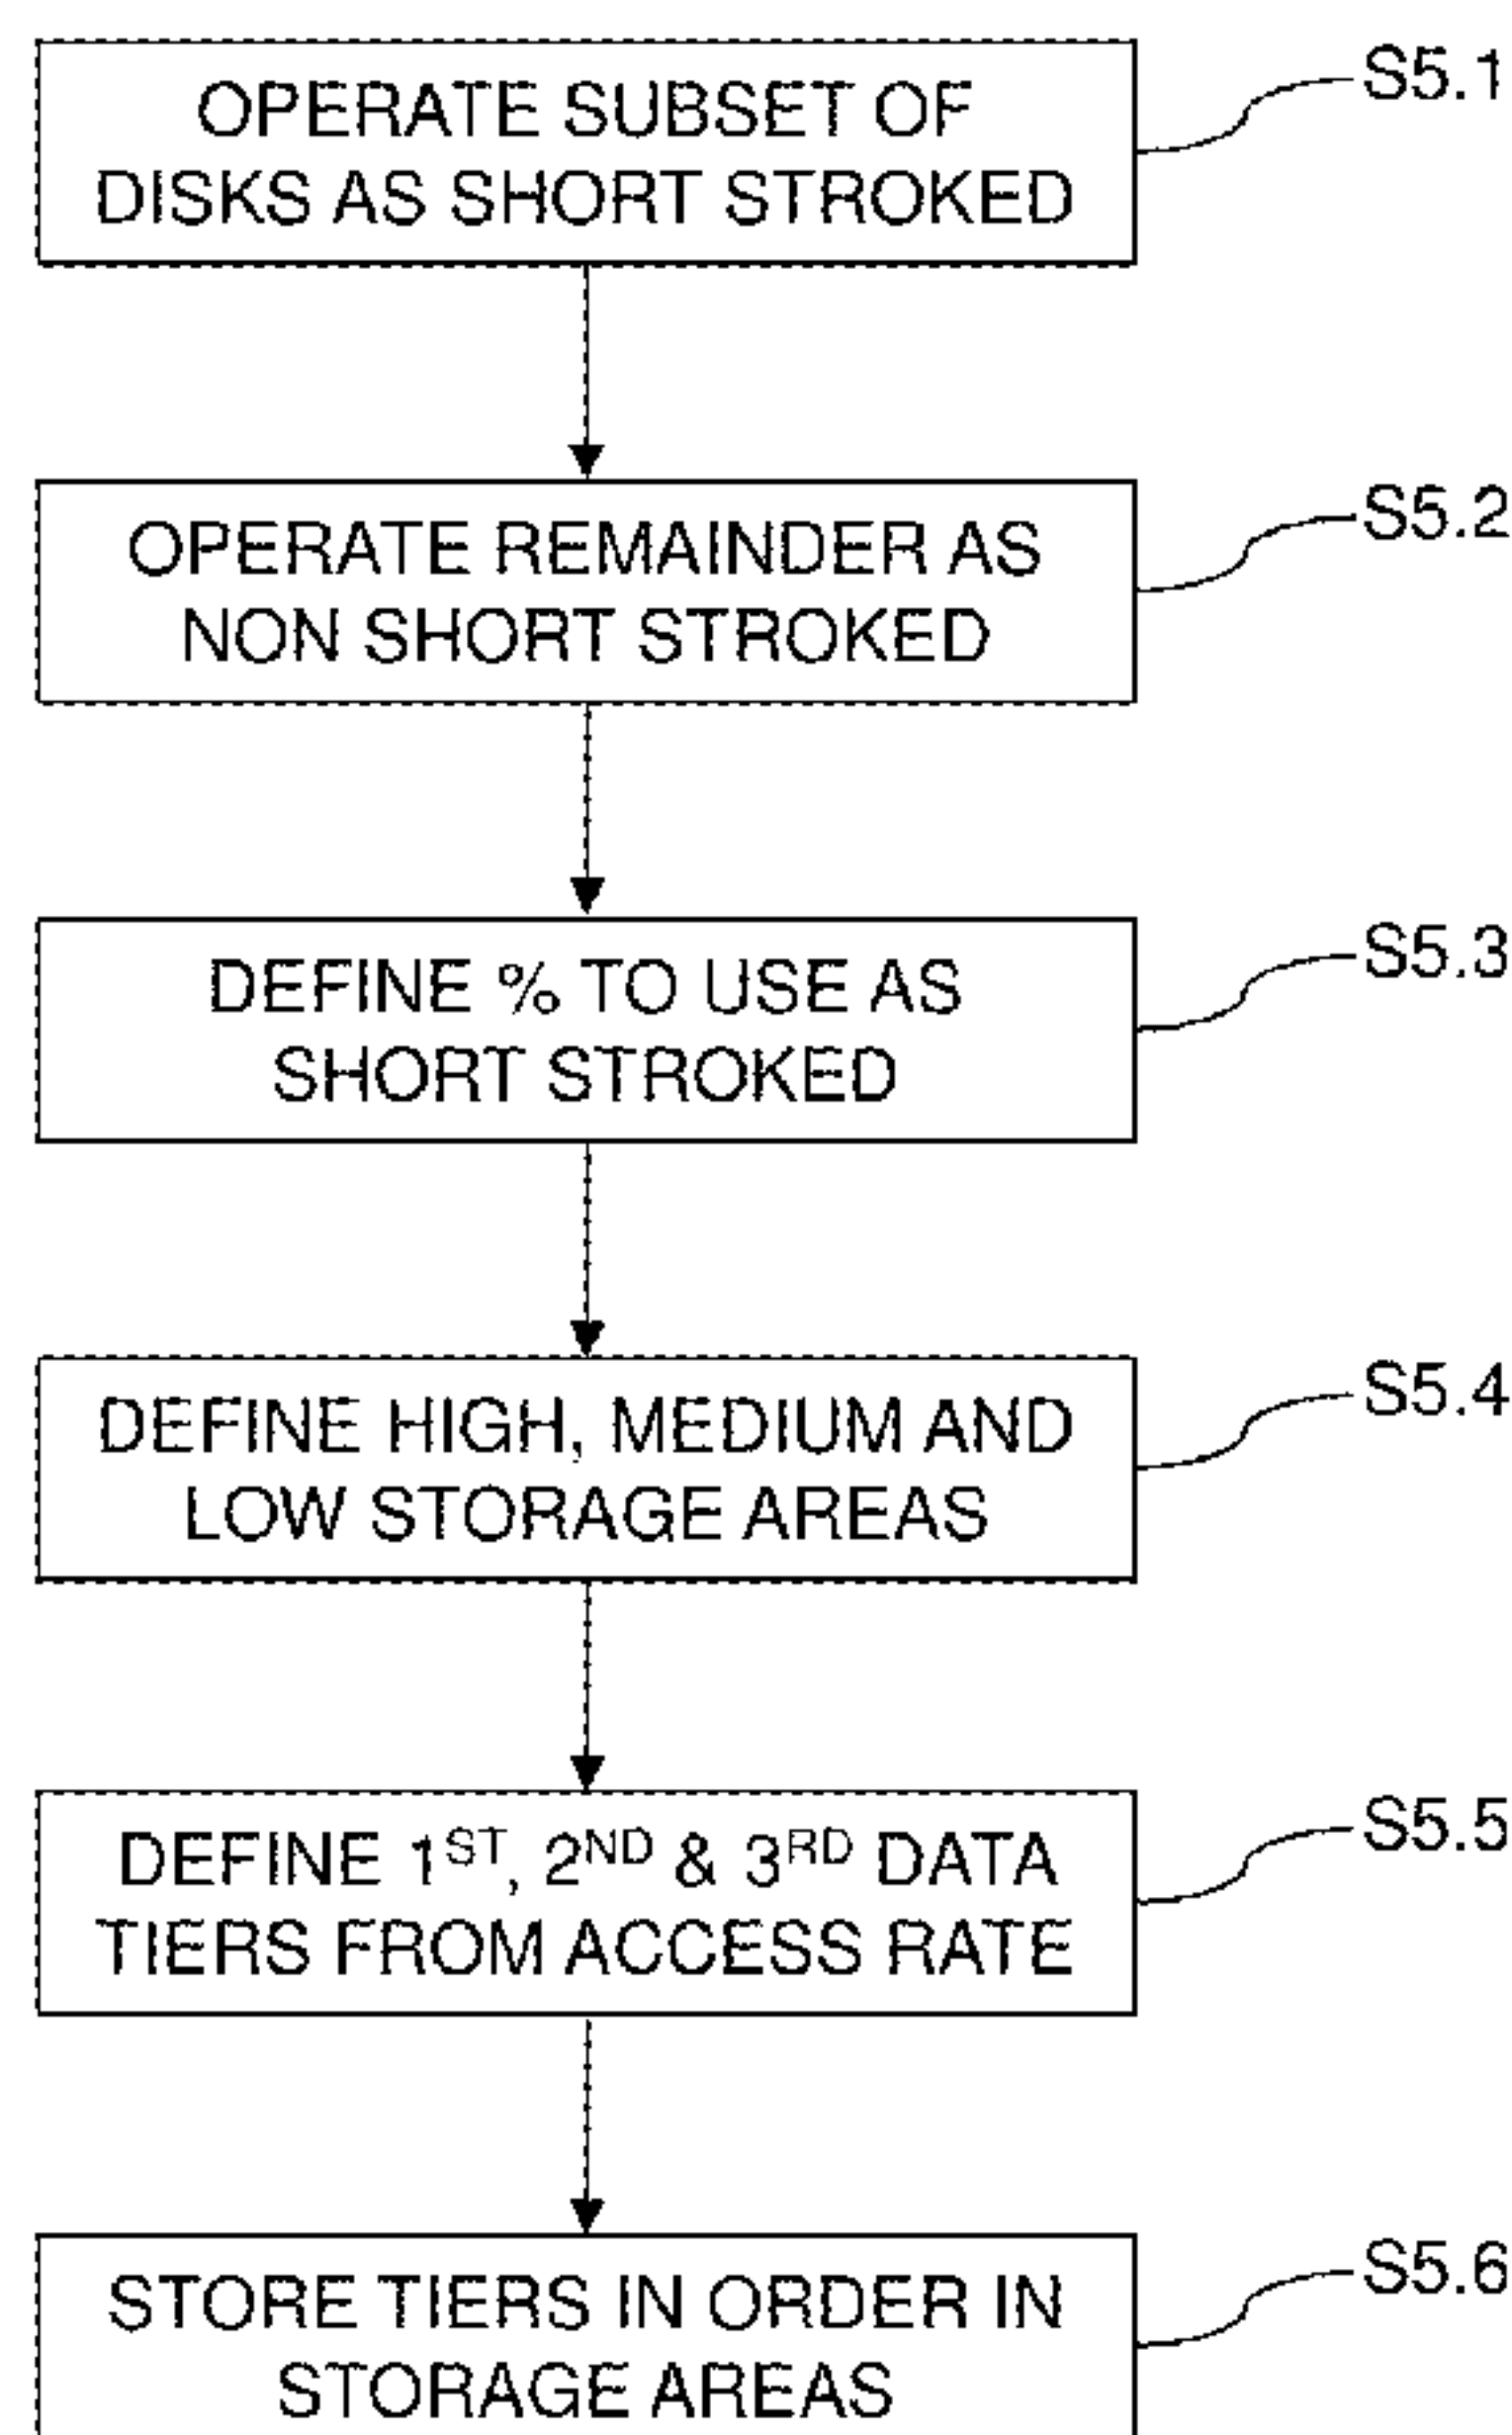 OPERATE SUBSET OF
DISKS AS SHORT STROKED
S5.1
OPERATE REMAINDER AS
NON SHORT STROKED
S5.2
DEFINE % TO USE AS
SHORT STROKED
S5.3
DEFINE HIGH, MEDIUM AND
LOW STORAGE AREAS
S5.4
DEFINE 1ST, 2ND & 3RD DATA
TIERS FROM ACCESS RATE
S5.5
STORE TIERS IN ORDER IN
STORAGE AREAS
S5.6